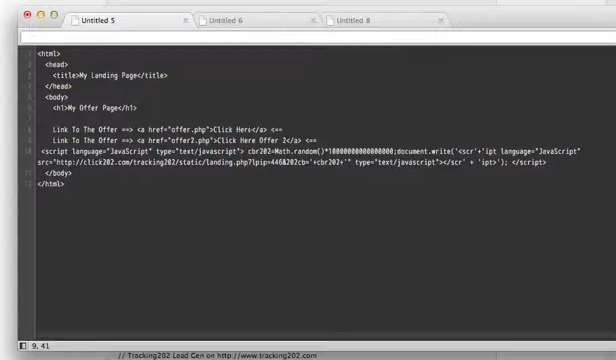 Untitled 5
Untitled 6
Untitled 8
<html>
<head>
<title>My Landing Page</title>
</head>
<body>
<h1>My Offer Page</h1>
Link To The Offer ==> <a href="offer.php">Click Here</a> <==
Link To The Offer ==> <a href="offer2.php">Click Here Offer 2</a> <==
<script language="JavaScript" type="text/javascript"> cbr202=Math.random()*10000000000000000;document.write('<scr'+'ipt language="JavaScript"
src="http://click202.com/tracking202/static/landing.php?lpip=446&202cb='+cbr202+'" type="text/javascript"></scr' + 'ipt>'); </script>
</body>
</html>
9, 41
// Tracking202 Lead Gen on http://www.tracking202.com